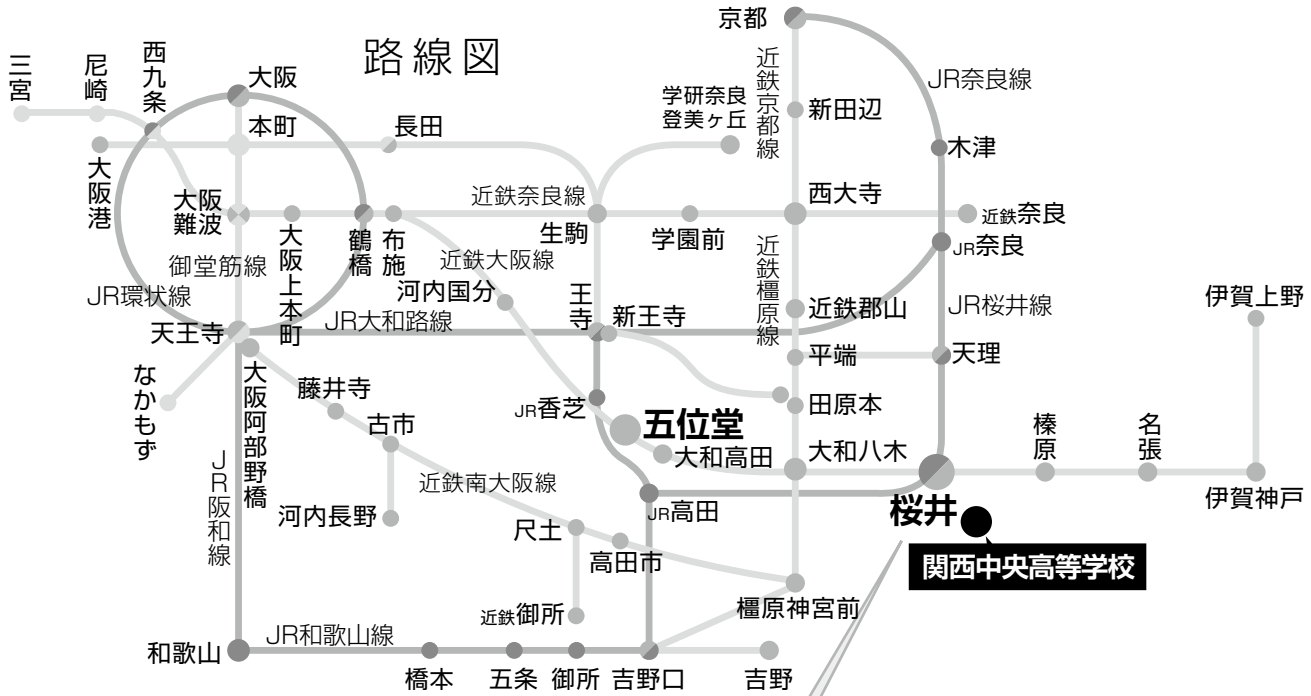 路線図
京都
三宮
尼崎
西九条
大阪
本町
長田
学研奈良
登美ヶ丘
近鉄京都線
新田辺
JR奈良線
木津
大阪港
大阪
難波
大阪上本町
鶴橋
布施
近鉄奈良線
生駒
学園前
西大寺
近鉄奈良
JR奈良
御堂筋線
JR環状線
近鉄大阪線
河内国分
王寺
新王寺
近鉄橿原線
近鉄郡山
JR桜井線
伊賀上野
天王寺
JR大和路線
平端
天理
なかもず
大阪阿部野橋
藤井寺
古市
JR香芝
五位堂
大和高田
田原本
大和八木
榛原
名張
伊賀神戸
JR阪和線
河内長野
近鉄南大阪線
尺土
高田市
JR高田
桜井
関西中央高等学校
近鉄御所
橿原神宮前
和歌山
JR和歌山線
橋本
五条
御所
吉野口
吉野